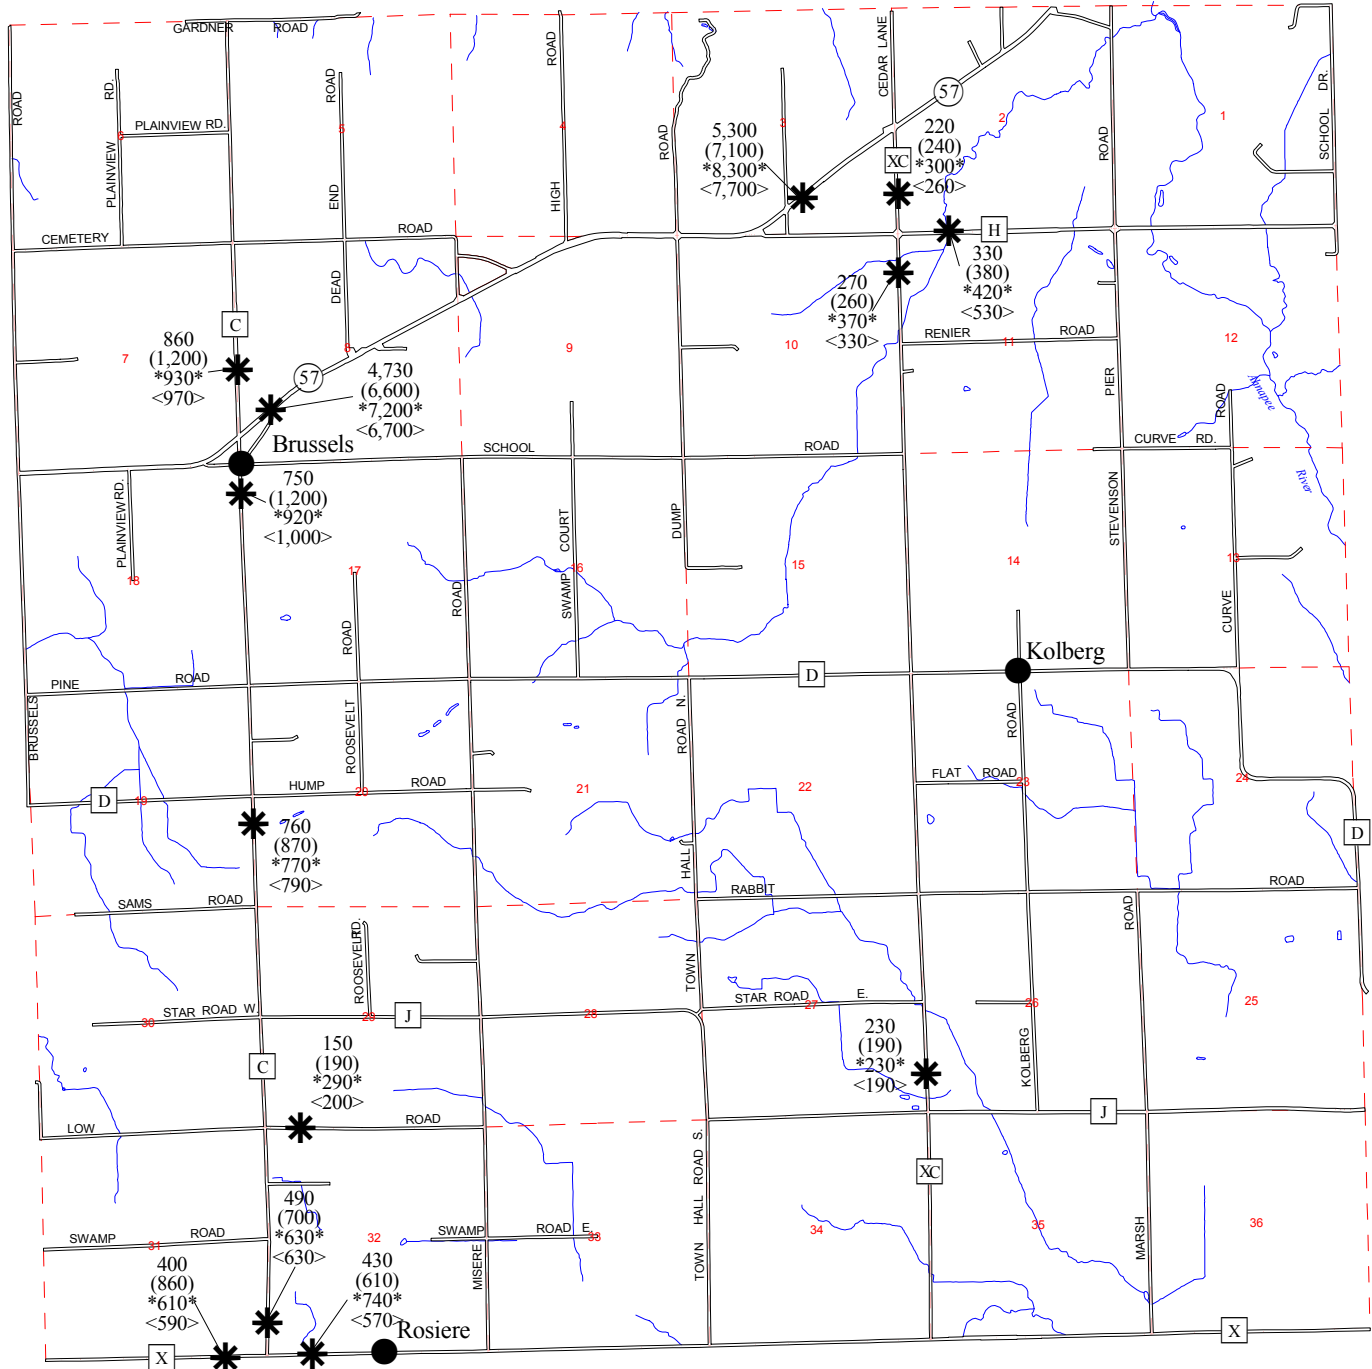 GARDNER ROAD
ROAD
PLAINVIEW RD.
PLAINVIEW RD.
6
ROAD
END
DEAD
5
HIGH ROAD
4
ROAD
3
CEDAR LANE
57
2
ROAD
1
SCHOOL DR.
5,300
(7,100)
*8,300*
<7,700>
220
(240)
*300*
<260>
XC
CEMETERY ROAD
H
330
(380)
*420*
<530>
270
(260)
*370*
<330>
RENIER ROAD
11
12
10
9
8
7
C
860
(1,200)
*930*
<970>
57
4,730
(6,600)
*7,200*
<6,700>
PIER
ROAD
Ahnapee
River
Brussels
SCHOOL ROAD
CURVE RD.
750
(1,200)
*920*
<1,000>
PLAINVIEW RD.
18
17
16
15
14
13
ROAD
SWAMP COURT
DUMP
STEVENSON
CURVE
ROAD
Kolberg
PINE ROAD
D
BRUSSELS
ROOSEVELT
ROAD N.
ROAD
HUMP ROAD
FLAT ROAD
D
19
20
21
22
23
24
D
760
(870)
*770*
<790>
HALL
RABBIT ROAD
SAMS ROAD
ROOSEVELT RD.
TOWN
ROAD
STAR ROAD W.
J
STAR ROAD E.
30
29
28
27
26
25
C
150
(190)
*290*
<200>
230
(190)
*230*
<190>
KOLBERG
LOW ROAD
J
XC
TOWN HALL ROAD S.
490
(700)
*630*
<630>
SWAMP ROAD
SWAMP ROAD E.
31
32
33
34
35
36
MISERE
MARSH
400
(860)
*610*
<590>
430
(610)
*740*
<570>
Rosiere
X
X